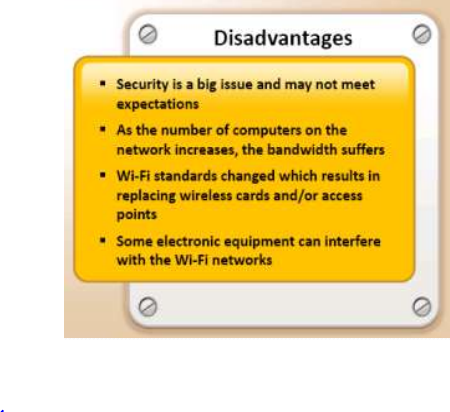 Disadvantages
▪ Security is a big issue and may not meet
expectations
▪ As the number of computers on the
network increases, the bandwidth suffers
▪ Wi-Fi standards changed which results in
replacing wireless cards and/or access
points
▪ Some electronic equipment can interfere
with the Wi-Fi networks